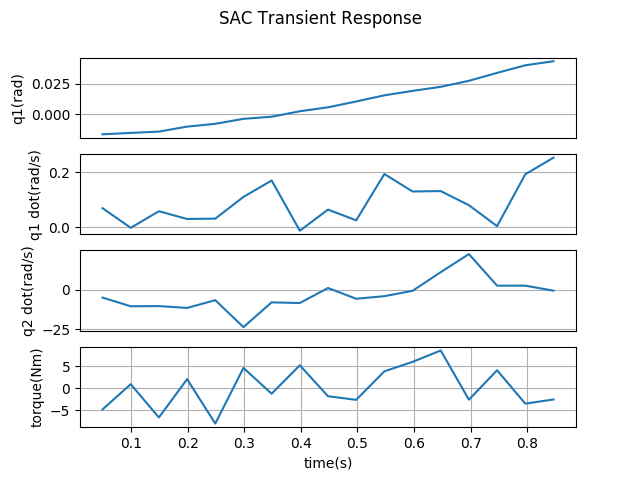 SAC Transient Response
q1(rad)
0.025
0.000
q1 dot(rad/s)
0.2
0.0
q2 dot(rad/s)
0
−25
torque(Nm)
5
0
−5
0.1 0.2 0.3 0.4 0.5 0.6 0.7 0.8
time(s)